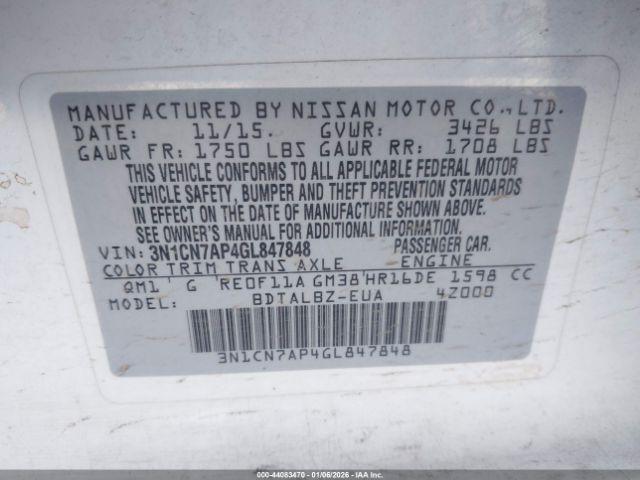 MANUFACTURED BY NISSAN MOTOR CO., LTD.
DATE: 11/15. GVWR: 3426 LBS
GAWR FR: 1750 LBS GAWR RR: 1708 LBS
THIS VEHICLE CONFORMS TO ALL APPLICABLE FEDERAL MOTOR
VEHICLE SAFETY, BUMPER AND THEFT PREVENTION STANDARDS
IN EFFECT ON THE DATE OF MANUFACTURE SHOWN ABOVE.
SEE OWNER'S MANUAL FOR ADDITIONAL INFORMATION.
VIN: 3N1CN7AP4GL847848 PASSENGER CAR.
COLOR TRIM TRANS AXLE ENGINE
QM1 G RE0F11A GM38 HR16DE 1598 CC
MODEL: BDTALBZ-EUA 4Z000
3N1CN7AP4GL847848
000-44083470 | 01/06/2026 | IAAI.COM